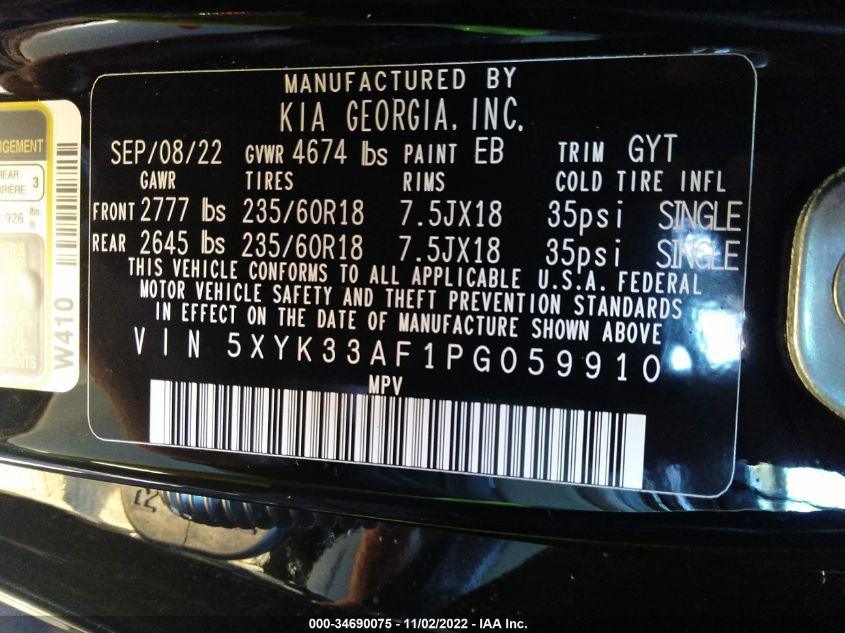 MANUFACTURED BY
KIA GEORGIA, INC.
SEP/08/22 GVWR 4674 lbs PAINT EB TRIM GYT
GAWR TIRES RIMS COLD TIRE INFL
FRONT 2777 lbs 235/60R18 7.5JX18 35psi SINGLE
REAR 2645 lbs 235/60R18 7.5JX18 35psi SINGLE
THIS VEHICLE CONFORMS TO ALL APPLICABLE U.S.A. FEDERAL
MOTOR VEHICLE SAFETY AND THEFT PREVENTION STANDARDS
IN EFFECT ON THE DATE OF MANUFACTURE SHOWN ABOVE
VIN 5XYK33AF1PG059910
MPV
REAR 3
926 lbs.
lb
W410
000-34690075 - 11/02/2022 - IAA Inc.